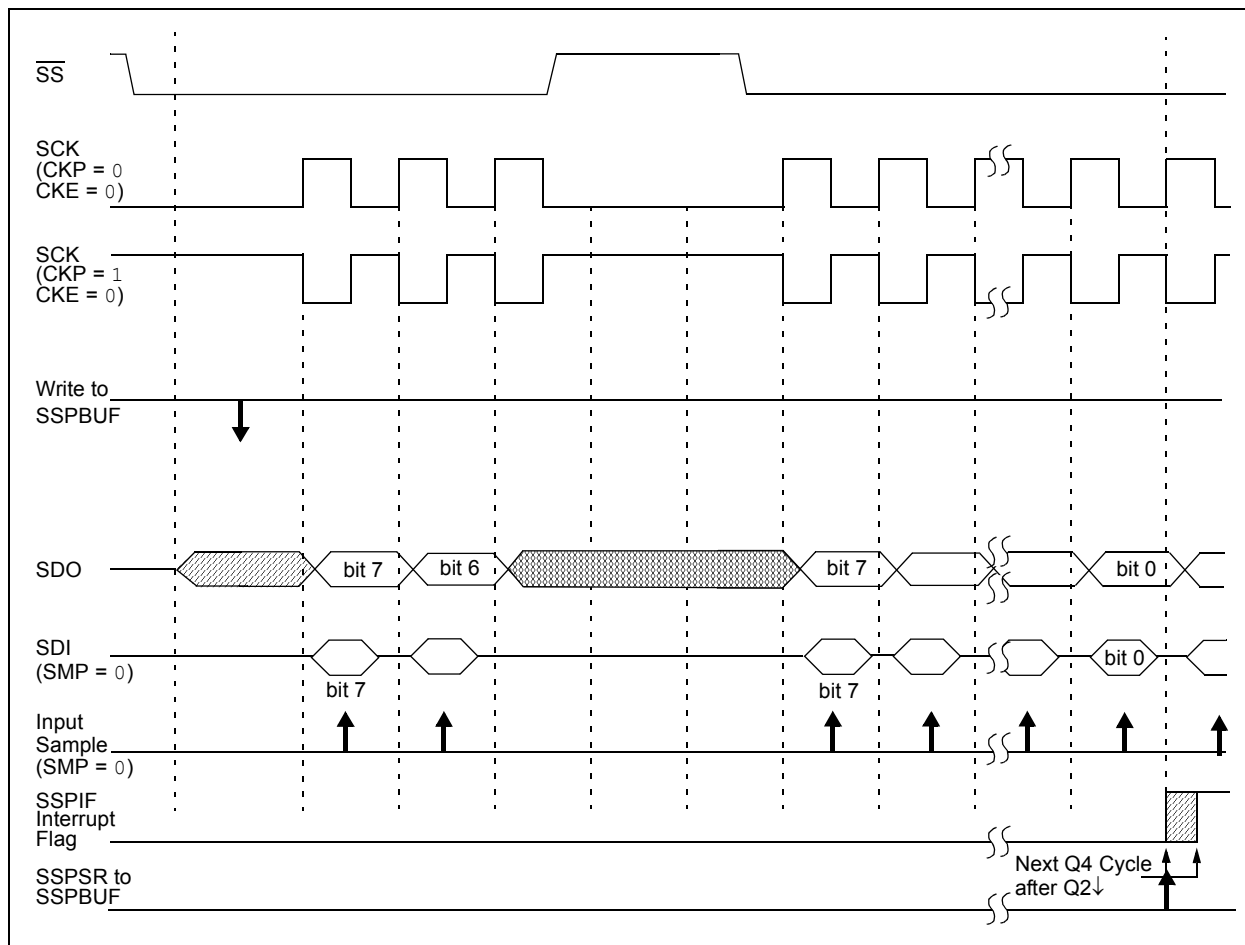 SS
SCK
(CKP = 0
CKE = 0)
SCK
(CKP = 1
CKE = 0)
Write to
SSPBUF
SDO
bit 7
bit 6
bit 7
bit 0
SDI
(SMP = 0)
bit 0
bit 7
bit 7
Input
Sample
(SMP = 0)
SSPIF
Interrupt
Flag
SSPSR to
SSPBUF
Next Q4 Cycle
after Q2↓